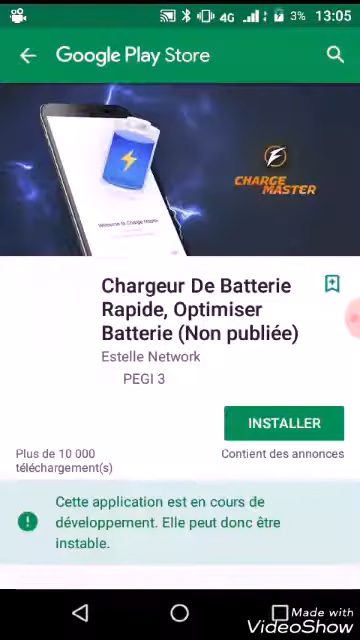 4G 3% 13:05
Google Play Store
CHARGE
MASTER
Chargeur De Batterie
Rapide, Optimiser
Batterie (Non publiée)
Estelle Network
PEGI 3
INSTALLER
Plus de 10 000
téléchargement(s)
Contient des annonces
Cette application est en cours de
développement. Elle peut donc être
instable.
Made with
VideoShow